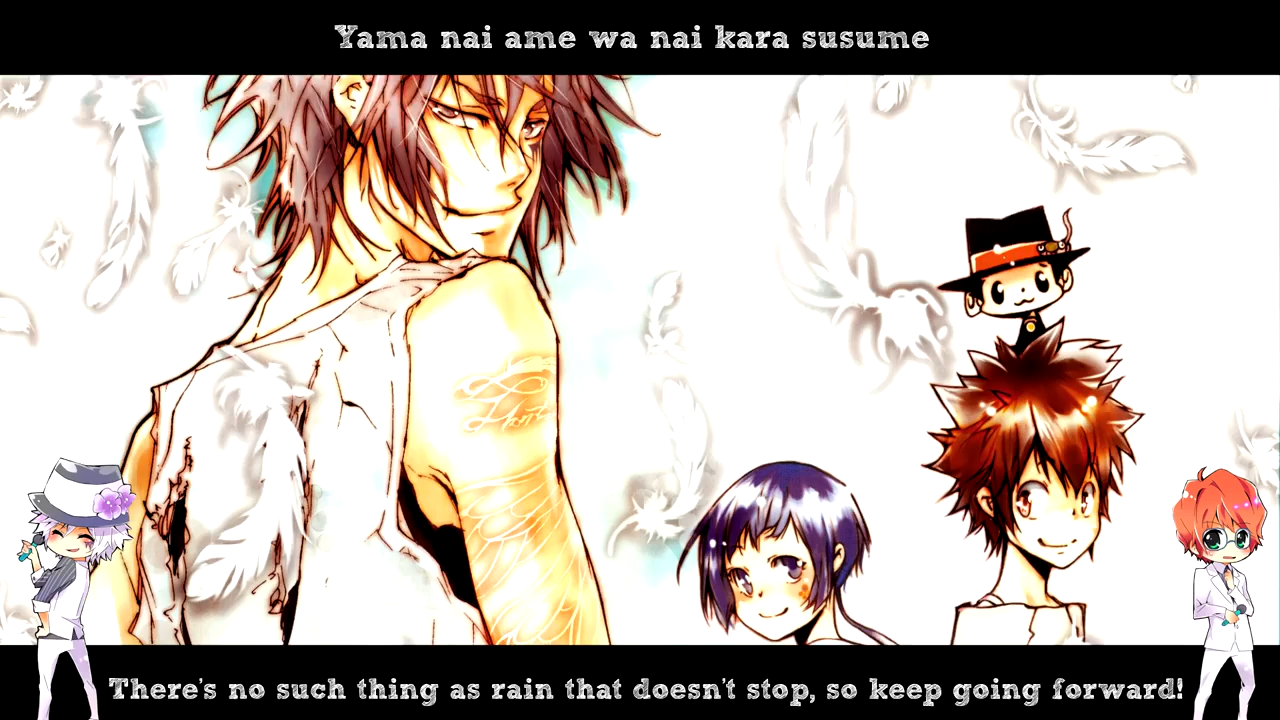 Yama nai ame wa nai kara susume
There's no such thing as rain that doesn't stop, so keep going forward!